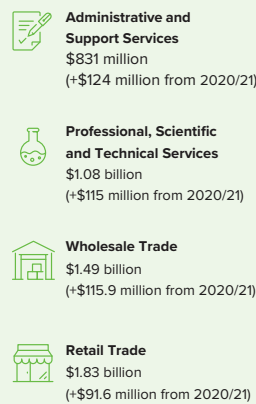 Administrative and
Support Services
$831 million
(+$124 million from 2020/21)
Professional, Scientific
and Technical Services
$1.08 billion
(+$115 million from 2020/21)
Wholesale Trade
$1.49 billion
(+$115.9 million from 2020/21)
Retail Trade
$1.83 billion
(+$91.6 million from 2020/21)